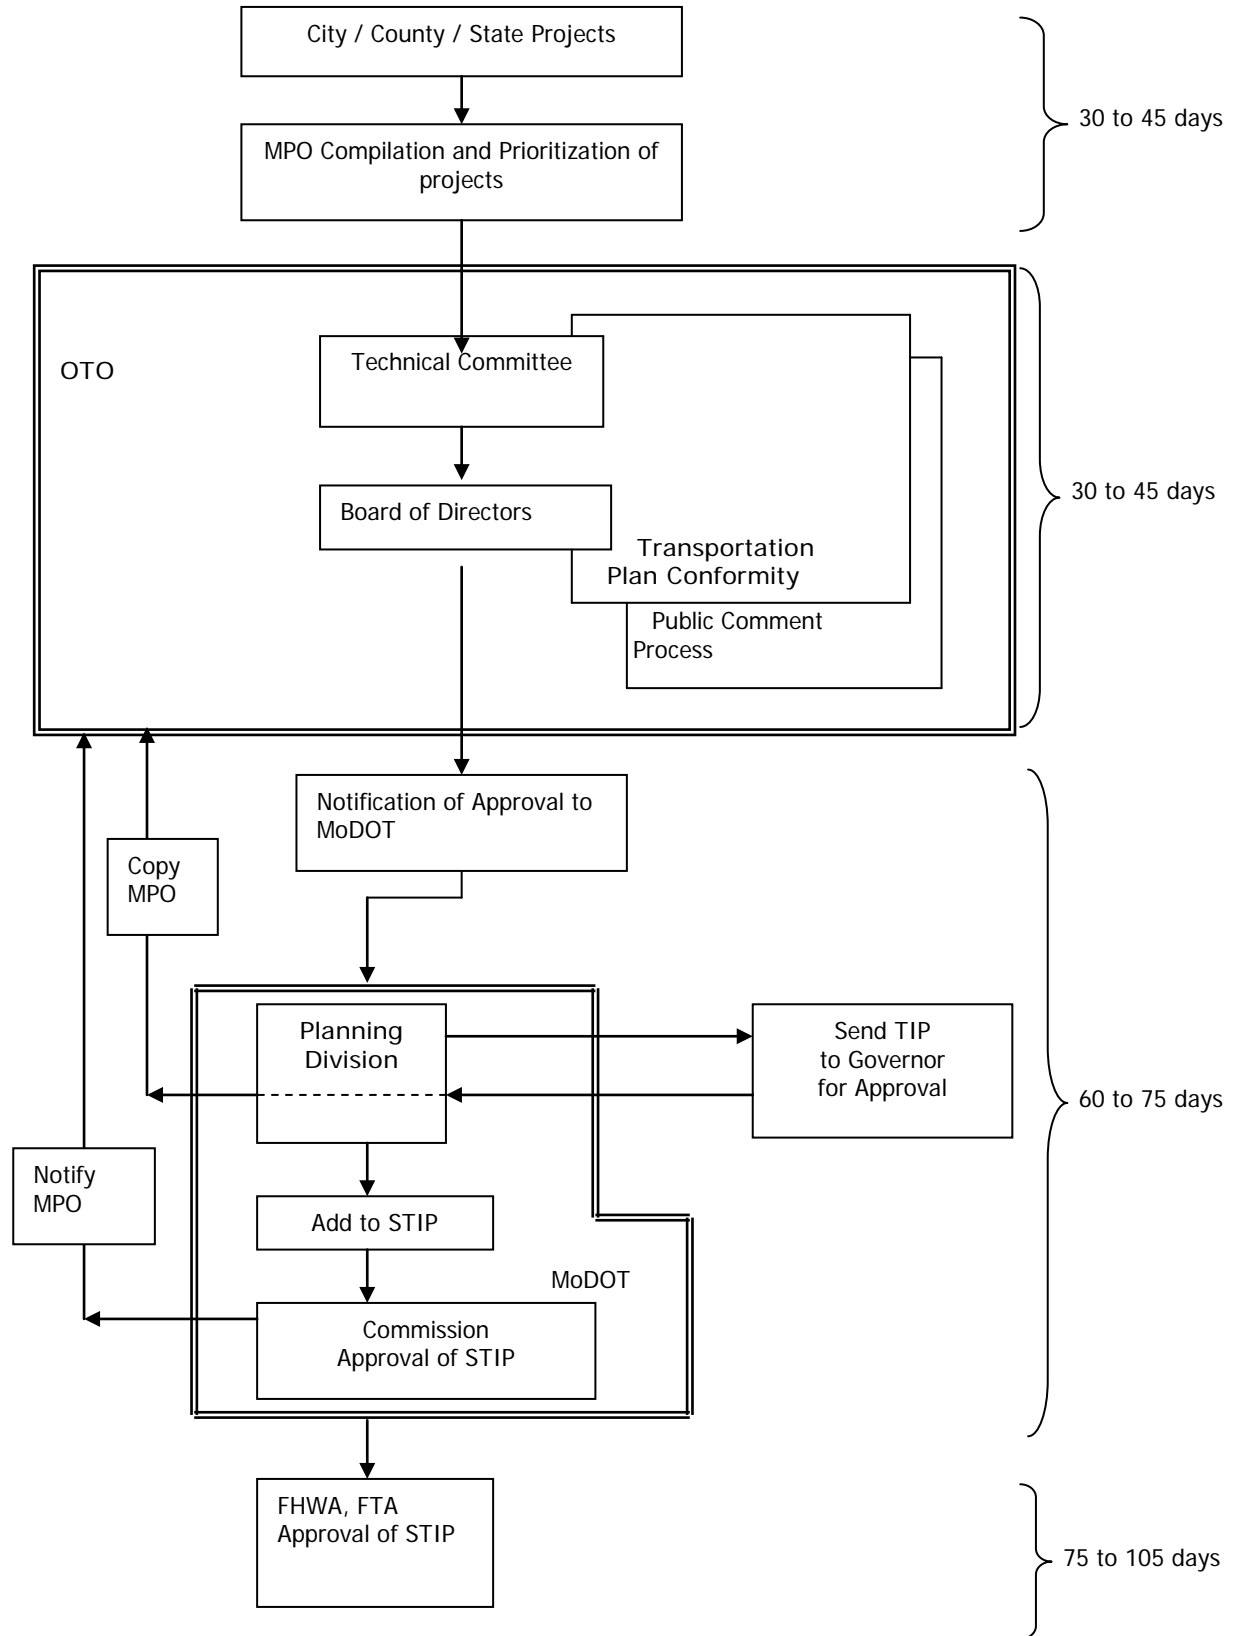 City / County / State Projects
30 to 45 days
MPO Compilation and Prioritization of
projects
OTO
Technical Committee
30 to 45 days
Board of Directors
Transportation
Plan Conformity
Public Comment
Process
Notification of Approval to
MoDOT
Copy
MPO
Planning
Division
Send TIP
to Governor
for Approval
60 to 75 days
Notify
MPO
Add to STIP
MoDOT
Commission
Approval of STIP
FHWA, FTA
Approval of STIP
75 to 105 days